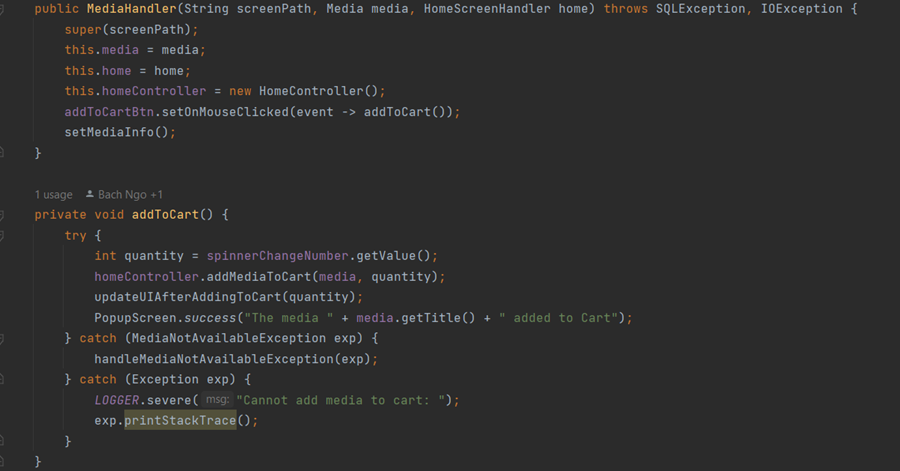 public MediaHandler(String screenPath, Media media, HomeScreenHandler home) throws SQLException, IOException {
super(screenPath);
this.media = media;
this.home = home;
this.homeController = new HomeController();
addToCartBtn.setOnMouseClicked(event -> addToCart());
setMediaInfo();
}
1 usage Bach Ngo +1
private void addToCart() {
try {
int quantity = spinnerChangeNumber.getValue();
homeController.addMediaToCart(media, quantity);
updateUIAfterAddingToCart(quantity);
PopupScreen.success("The media " + media.getTitle() + " added to Cart");
} catch (MediaNotAvailableException exp) {
handleMediaNotAvailableException(exp);
} catch (Exception exp) {
LOGGER.severe( msg: "Cannot add media to cart: ");
exp.printStackTrace();
}
}